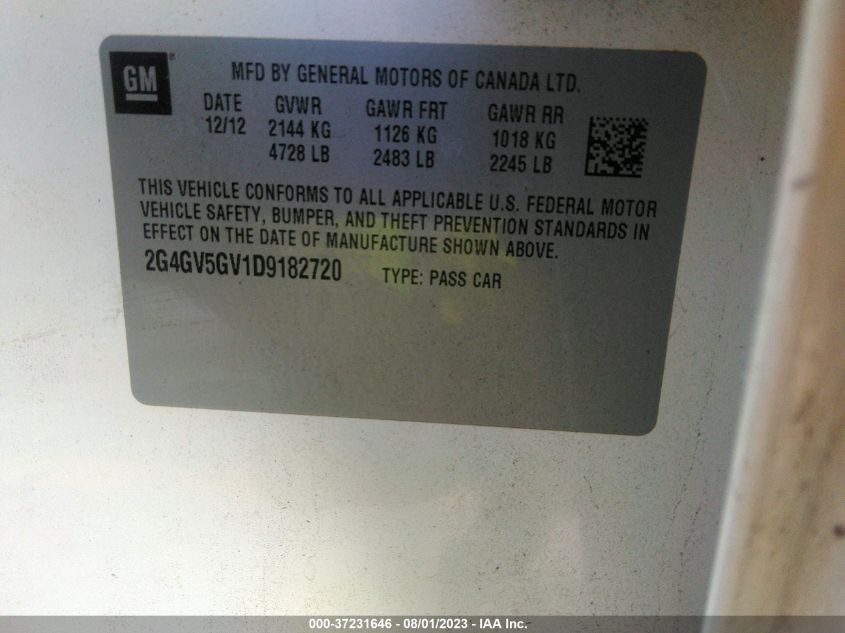 GM
MFD BY GENERAL MOTORS OF CANADA LTD.
DATE GVWR GAWR FRT GAWR RR
12/12 2144 KG 1126 KG 1018 KG
4728 LB 2483 LB 2245 LB
THIS VEHICLE CONFORMS TO ALL APPLICABLE U.S. FEDERAL MOTOR
VEHICLE SAFETY, BUMPER, AND THEFT PREVENTION STANDARDS IN
EFFECT ON THE DATE OF MANUFACTURE SHOWN ABOVE.
2G4GV5GV1D9182720 TYPE: PASS CAR
000-37231646 - 08/01/2023 - IAA Inc.